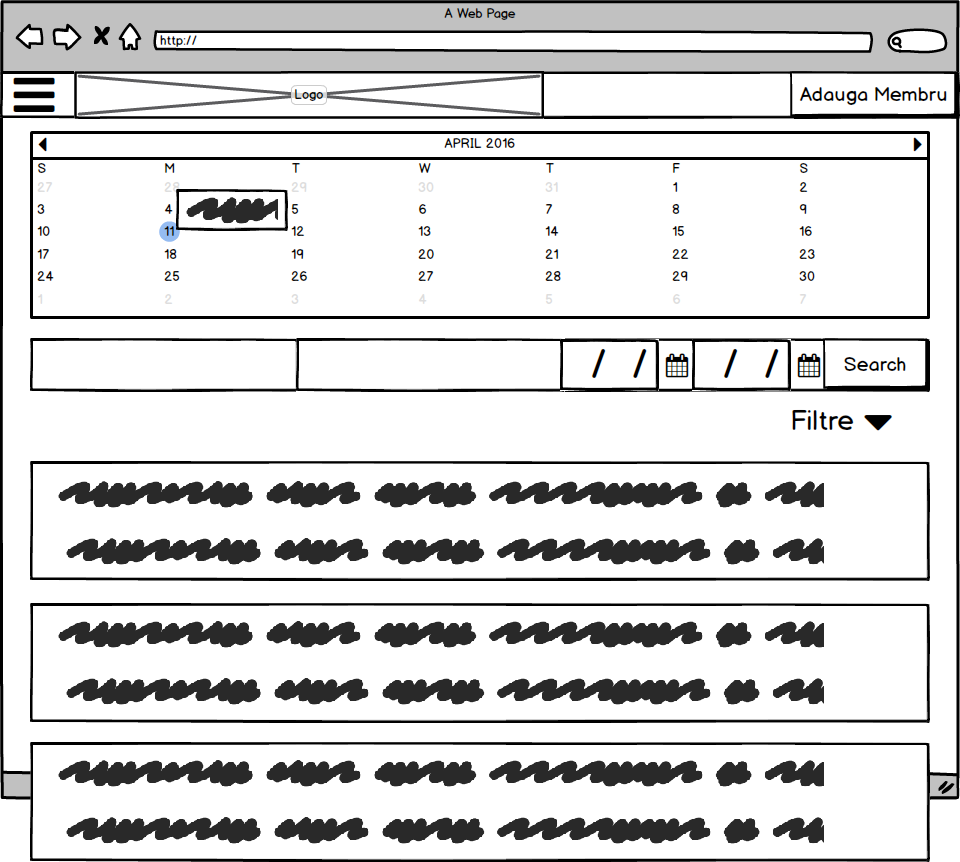 A Web Page
http://
Logo
Adauga Membru
APRIL 2016
S M T W T F S
27 28 29 30 31 1 2
3 4 5 6 7 8 9
10 11 12 13 14 15 16
17 18 19 20 21 22 23
24 25 26 27 28 29 30
1 2 3 4 5 6 7
/ / / / Search
Filtre